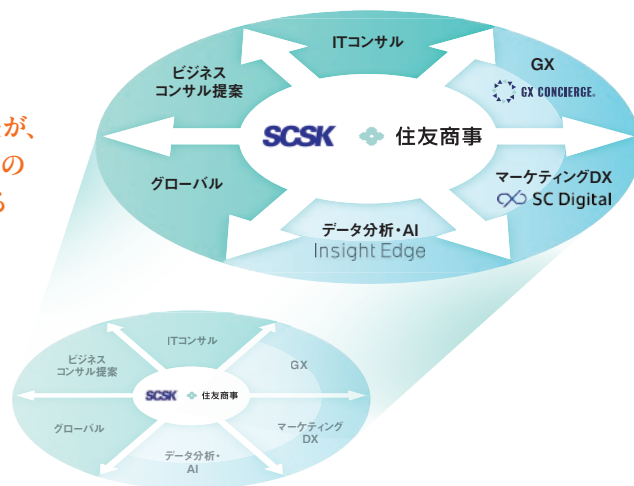 ITコンサル
ビジネス
コンサル提案
GX
GX CONCIERGE®
が、
の
SCSK 住友商事
グローバル
マーケティングDX
SC Digital
データ分析・AI
Insight Edge
ITコンサル
ビジネス
コンサル提案
GX
SCSK 住友商事
グローバル
マーケティング
DX
データ分析・
AI